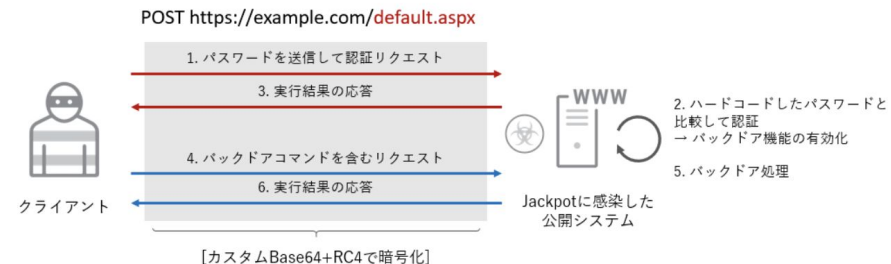 POST https://example.com/default.aspx
1. パスワードを送信して認証リクエスト
3. 実行結果の応答
WWW
2. ハードコードしたパスワードと
比較して認証
→ バックドア機能の有効化
4. バックドアコマンドを含むリクエスト
5. バックドア処理
6. 実行結果の応答
クライアント
Jackpotに感染した
公開システム
[カスタムBase64+RC4で暗号化]